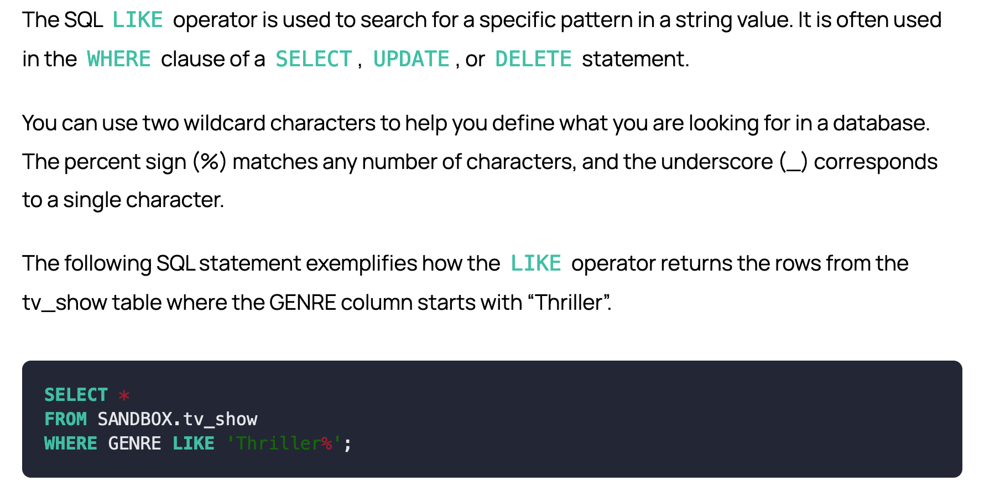 The SQL LIKE operator is used to search for a specific pattern in a string value. It is often used
in the WHERE clause of a SELECT, UPDATE, or DELETE statement.
You can use two wildcard characters to help you define what you are looking for in a database.
The percent sign (%) matches any number of characters, and the underscore (_) corresponds
to a single character.
The following SQL statement exemplifies how the LIKE operator returns the rows from the
tv_show table where the GENRE column starts with “Thriller”.
SELECT *
FROM SANDBOX.tv_show
WHERE GENRE LIKE 'Thriller%';